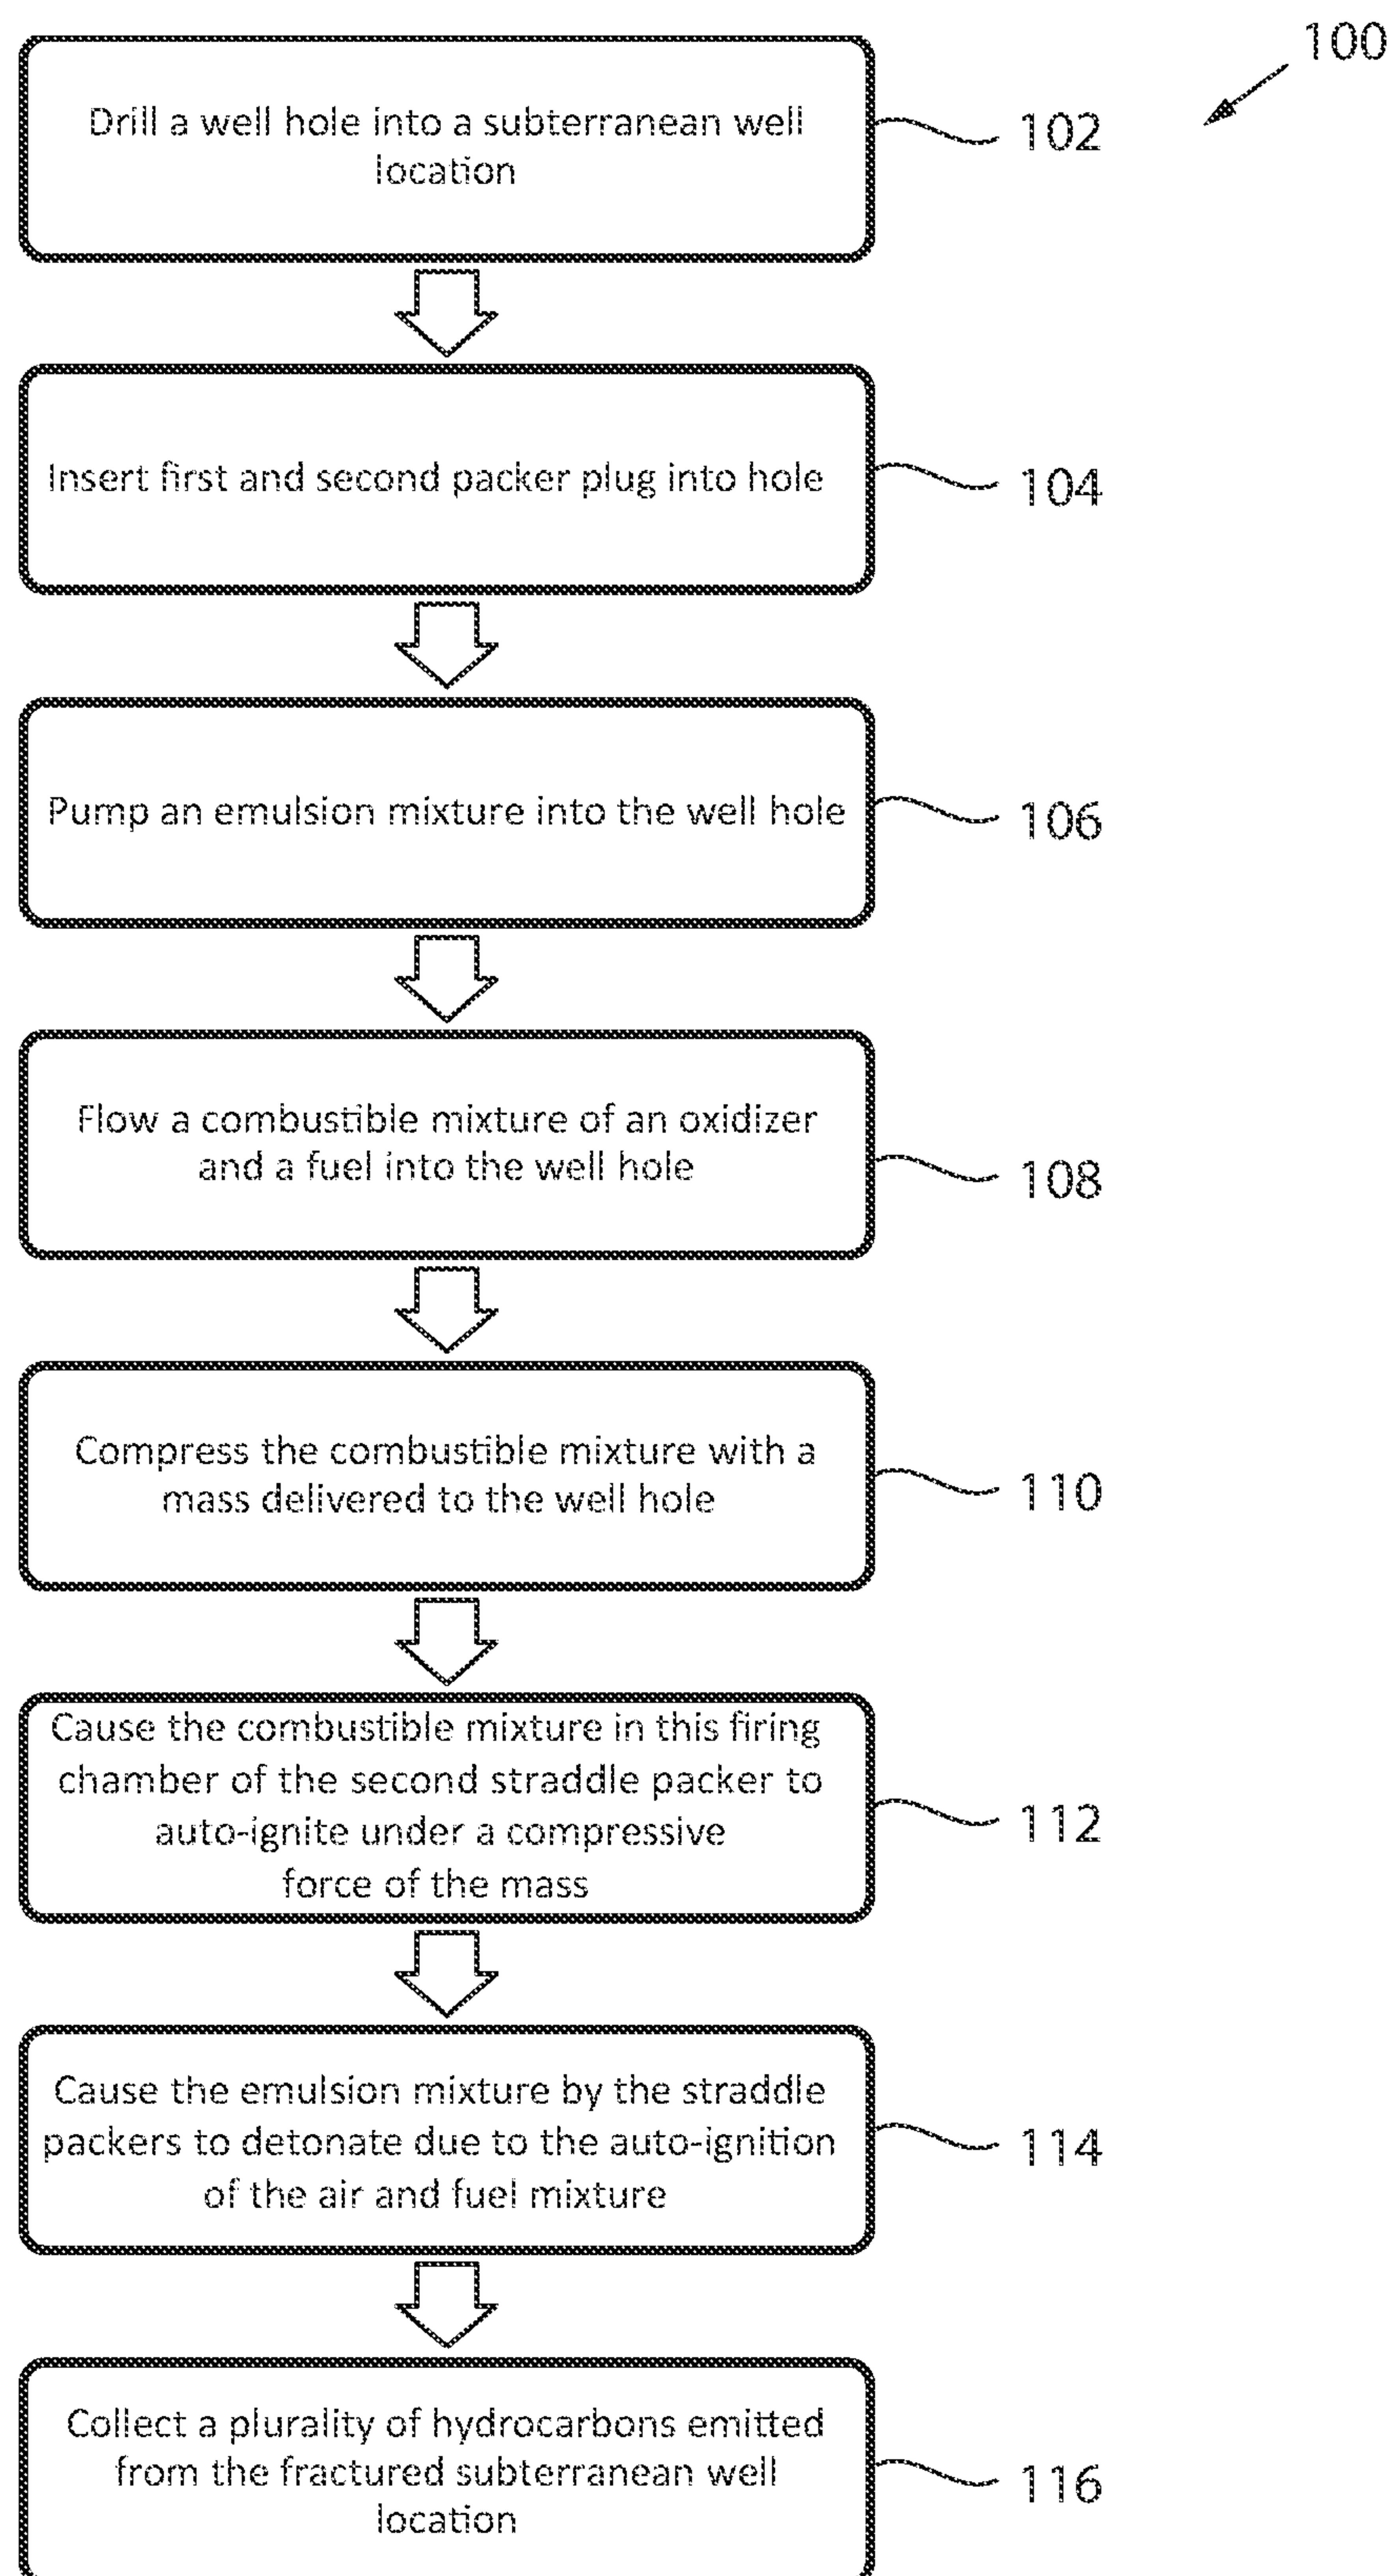 100
Drill a well hole into a subterranean well
location
102
Insert first and second packer plug into hole
104
Pump an emulsion mixture into the well hole
106
Flow a combustible mixture of an oxidizer
and a fuel into the well hole
108
Compress the combustible mixture with a
mass delivered to the well hole
110
Cause the combustible mixture in this firing
chamber of the second straddle packer to
auto-ignite under a compressive
force of the mass
112
Cause the emulsion mixture by the straddle
packers to detonate due to the auto-ignition
of the air and fuel mixture
114
Collect a plurality of hydrocarbons emitted
from the fractured subterranean well
location
116